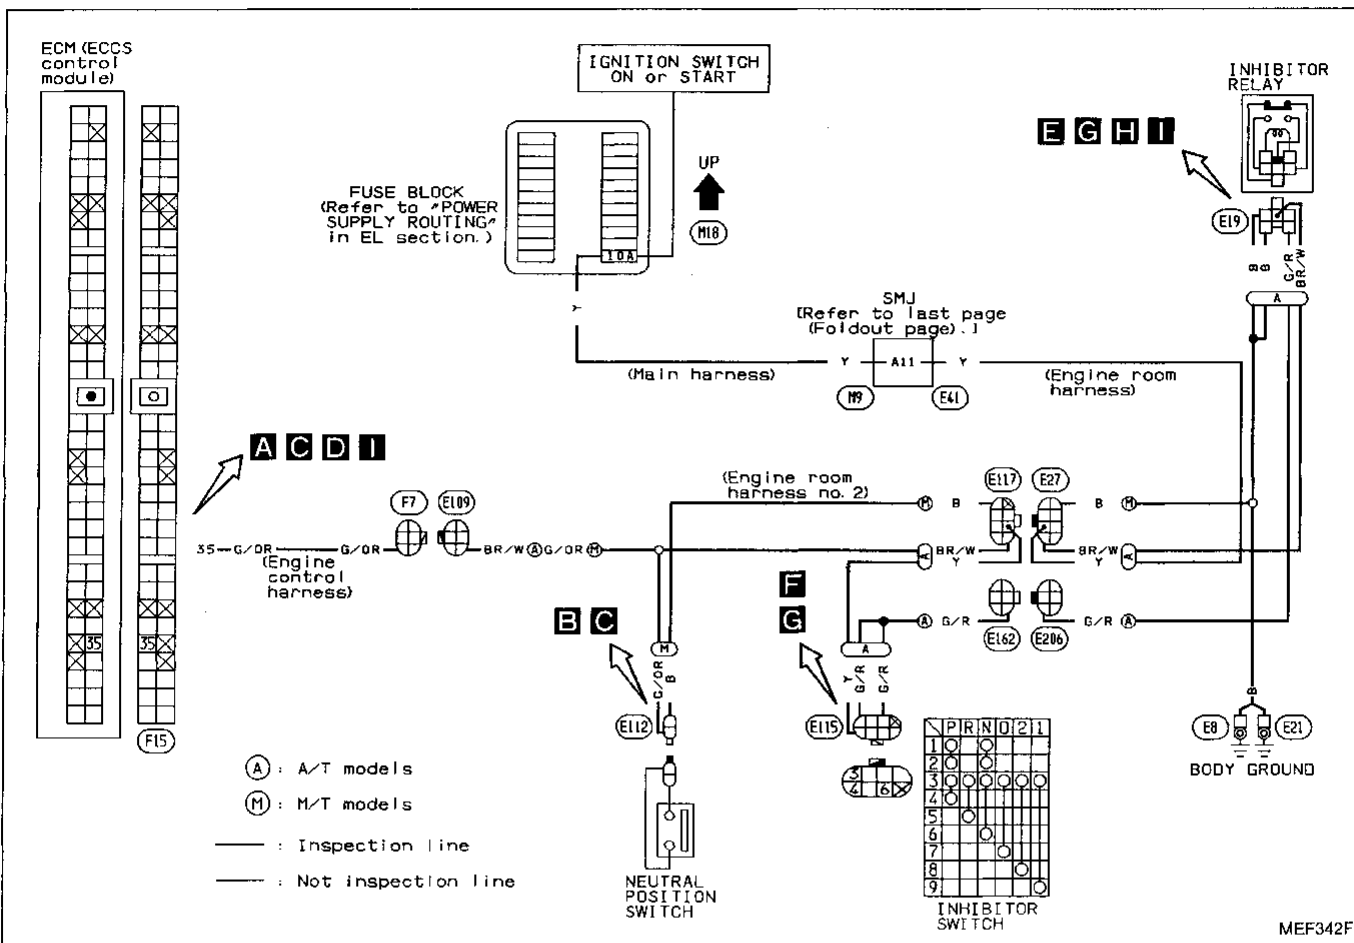 ECM (ECCS
control
module)
IGNITION SWITCH
ON or START
INHIBITOR
RELAY
E G H I
UP
FUSE BLOCK
(Refer to "POWER
SUPPLY ROUTING"
in EL section.)
M18
E19
10A
B B G/R BR/W
A
Y
SMJ
[Refer to last page
(Foldout page).]
Y A11 Y
(Main harness)
(Engine room
harness)
M9 E41
A C D I
(Engine room
harness no. 2)
E117 E27
F7 E109
M B B M
35 G/OR G/OR BR/W A G/OR M
A BR/W BR/W A
Y Y
(Engine
control
harness)
F
B C
G
A G/R G/R A
E162 E206
35 35
M
A
G/OR B
Y G/R G/R
B
E112
E115
E8 E21
BODY GROUND
F15
P R N D 2 1
1
2
3
4
5
6
7
8
9
3
4 6
A : A/T models
M : M/T models
: Inspection line
: Not inspection line
NEUTRAL
POSITION
SWITCH
INHIBITOR
SWITCH
MEF342F